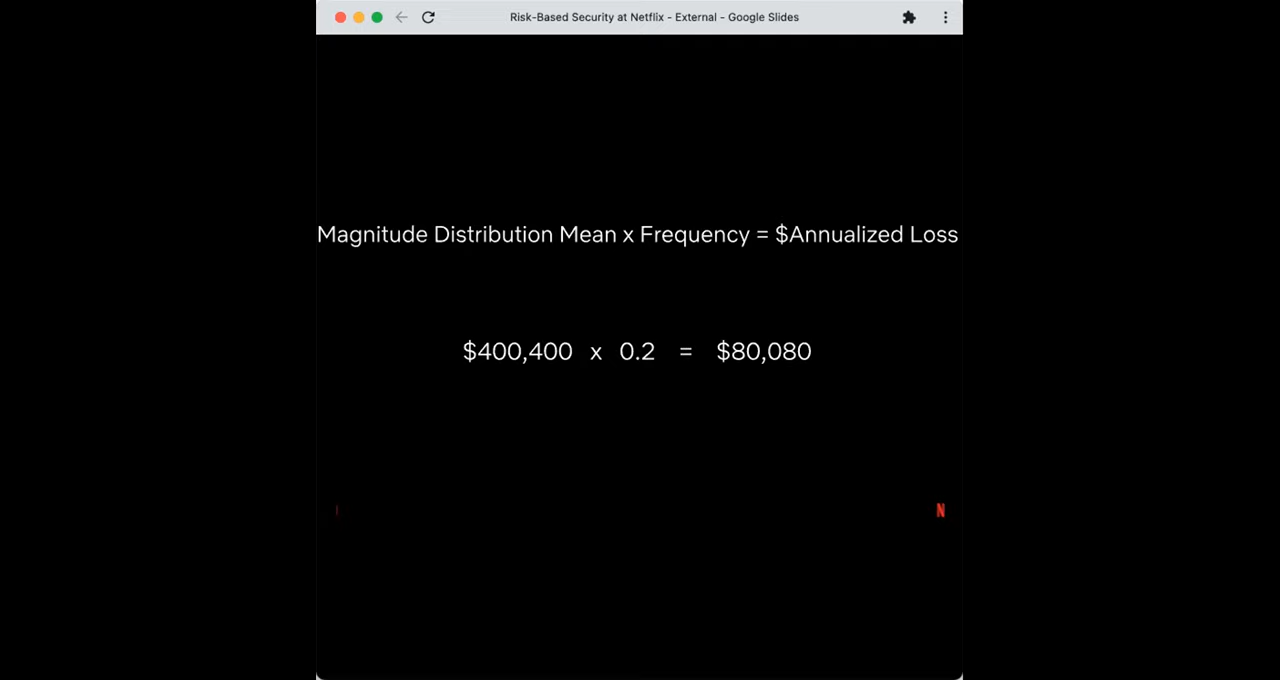 Risk-Based Security at Netflix - External - Google Slides
Magnitude Distribution Mean x Frequency = $Annualized Loss
$400,400 x 0.2 = $80,080
N